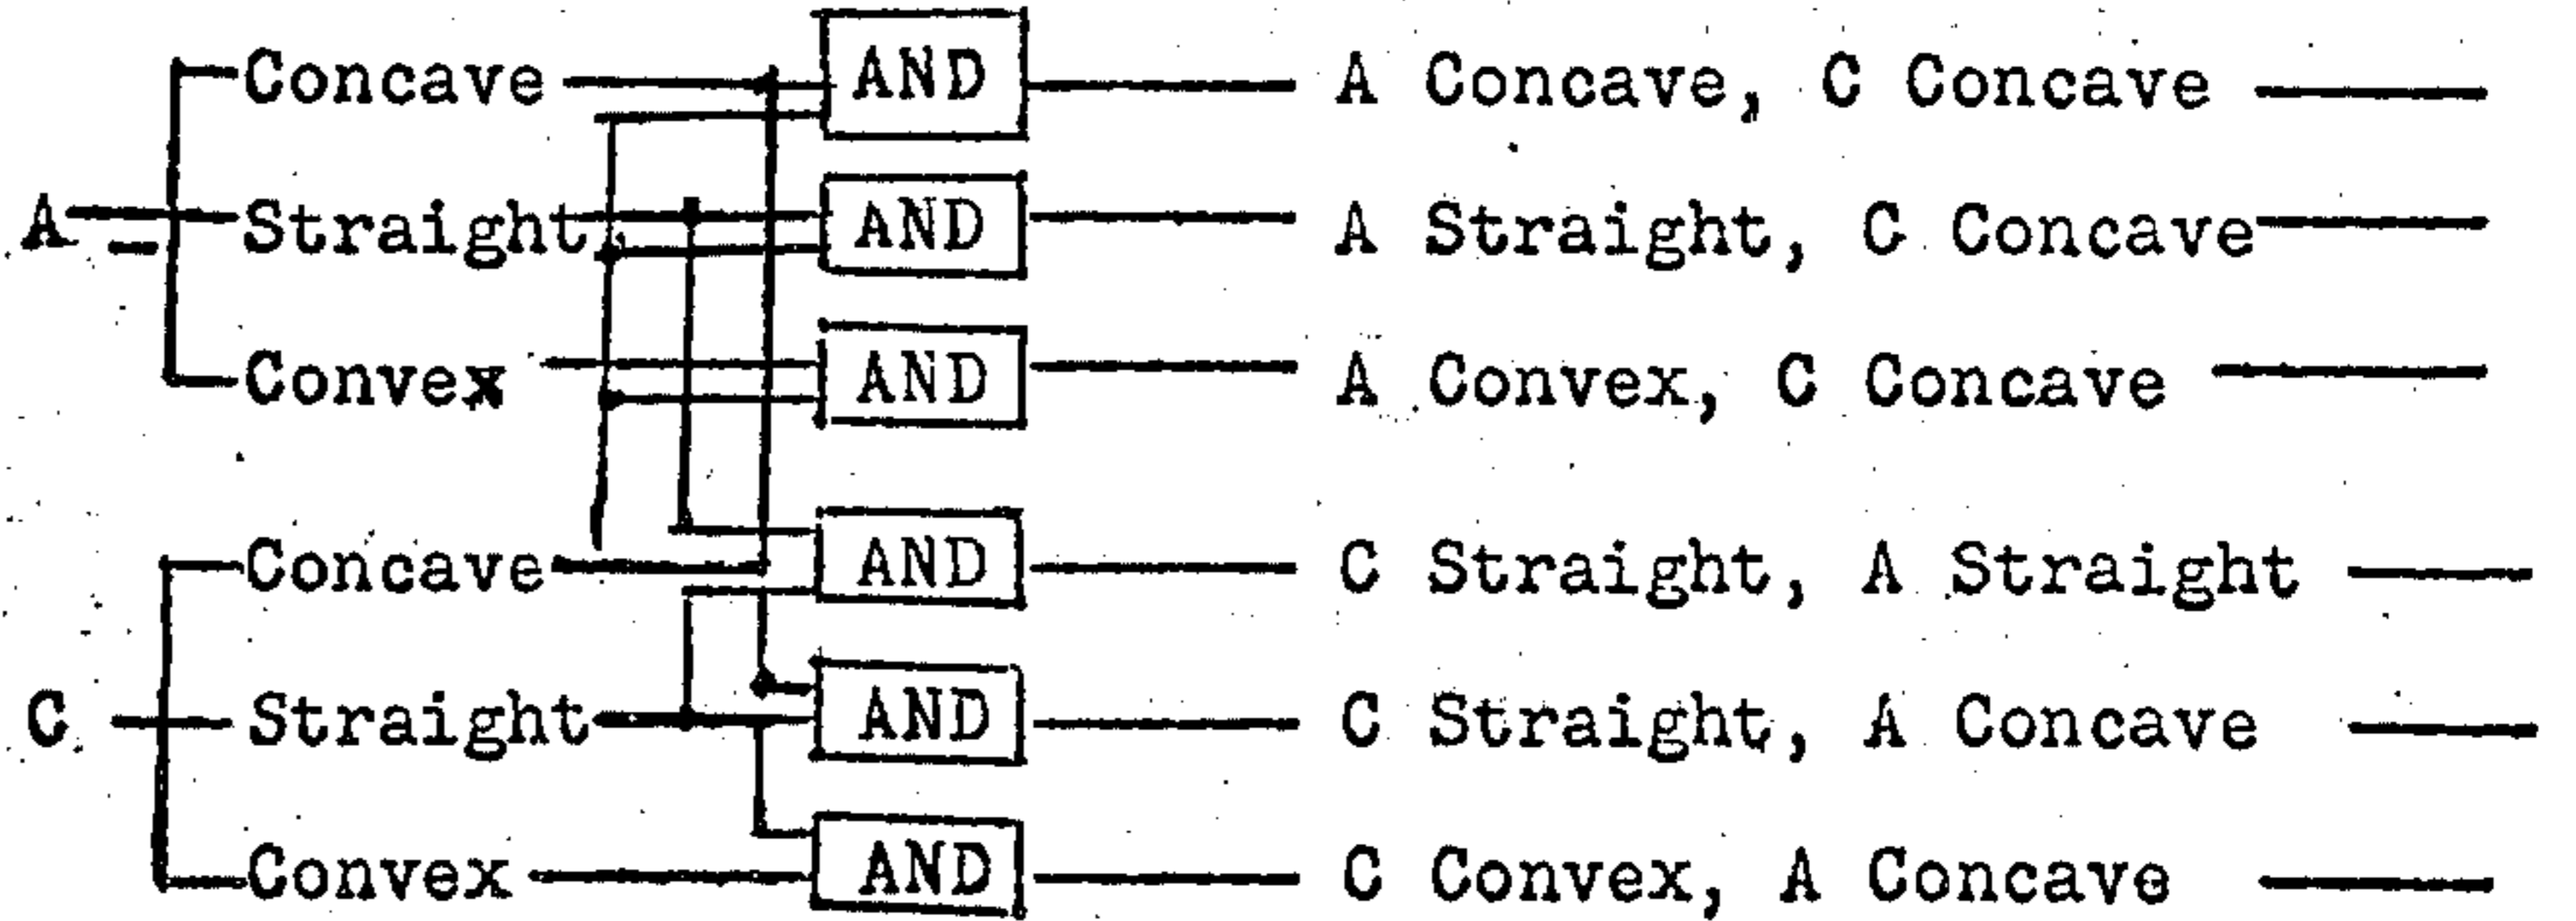 Concave AND A Concave, C Concave
A Straight AND A Straight, C Concave
Convex AND A Convex, C Concave
Concave AND C Straight, A Straight
C Straight AND C Straight, A Concave
Convex AND C Convex, A Concave